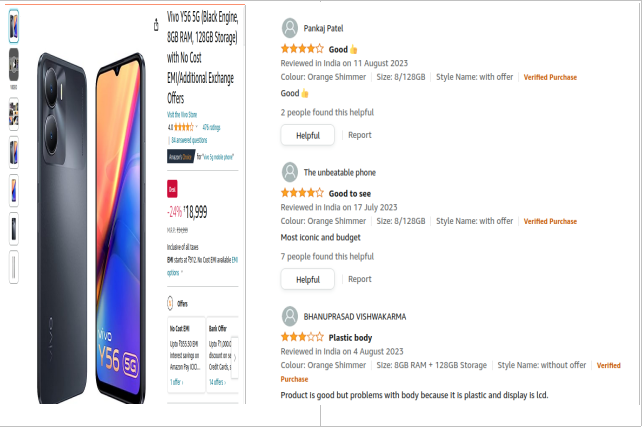 Vivo Y56 5G (Black Engine,
8GB RAM, 128GB Storage)
with No Cost
EMI/Additional Exchange
Offers
Visit the Vivo Store
4.0 476 ratings
| 84 answered questions
Amazon's Choice for "vivo 5g mobile phone"
Deal
-24% ₹18,999
Inclusive of all taxes
EMI starts at ₹912. No Cost EMI available EMI
options
Offers
No Cost EMI
Upto
interest savings on
Amazon Pay ICICI...
1 offer ›
Bank Offer
Upto
discount on se
Credit Cards, s
14 offers ›
vivo
vivo
Y56 5G
Pankaj Patel
Good 👍
Reviewed in India on 11 August 2023
Colour: Orange Shimmer | Size: 8/128GB | Style Name: with offer | Verified Purchase
Good 👍
2 people found this helpful
Helpful | Report
The unbeatable phone
Good to see
Reviewed in India on 17 July 2023
Colour: Orange Shimmer | Size: 8/128GB | Style Name: with offer | Verified Purchase
Most iconic and budget
7 people found this helpful
Helpful | Report
BHANUPRASAD VISHWAKARMA
Plastic body
Reviewed in India on 4 August 2023
Colour: Orange Shimmer | Size: 8GB RAM + 128GB Storage | Style Name: without offer | Verified
Purchase
Product is good but problems with body because it is plastic and display is lcd.